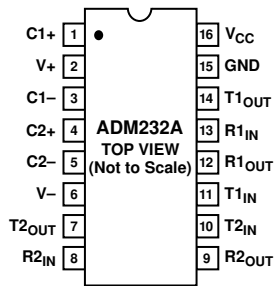 C1+ 1 16 VCC
V+ 2 15 GND
C1– 3 14 T1OUT
C2+ 4 ADM232A 13 R1IN
C2– 5 TOP VIEW 12 R1OUT
(Not to Scale)
V– 6 11 T1IN
T2OUT 7 10 T2IN
R2IN 8 9 R2OUT